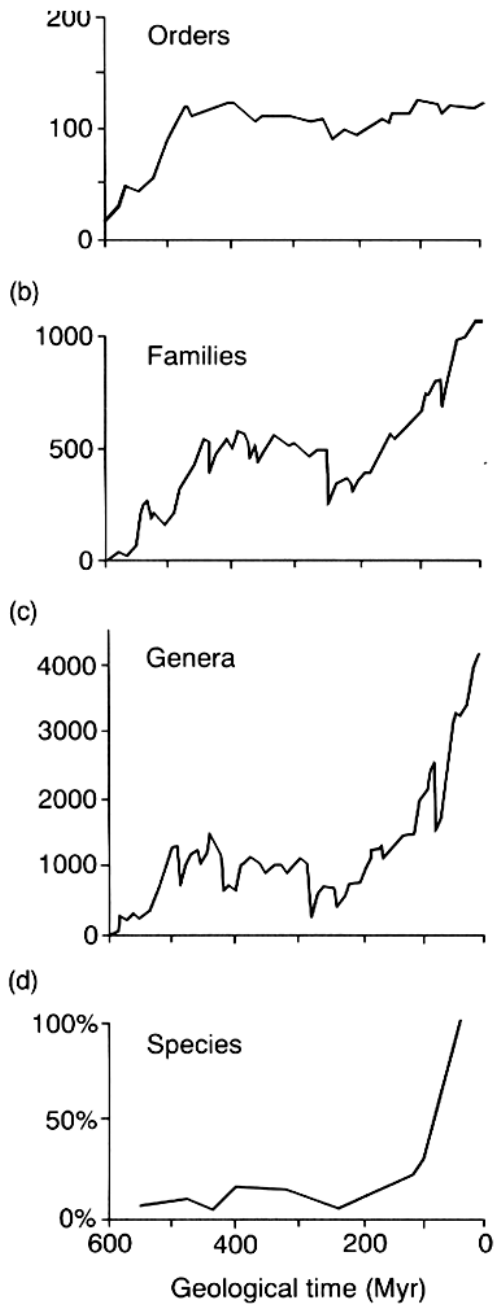 200
Orders
100
0
(b)
1000
Families
500
0
(c)
Genera
4000
3000
2000
1000
0
(d)
100%
Species
50%
0%
600 400 200 0
Geological time (Myr)